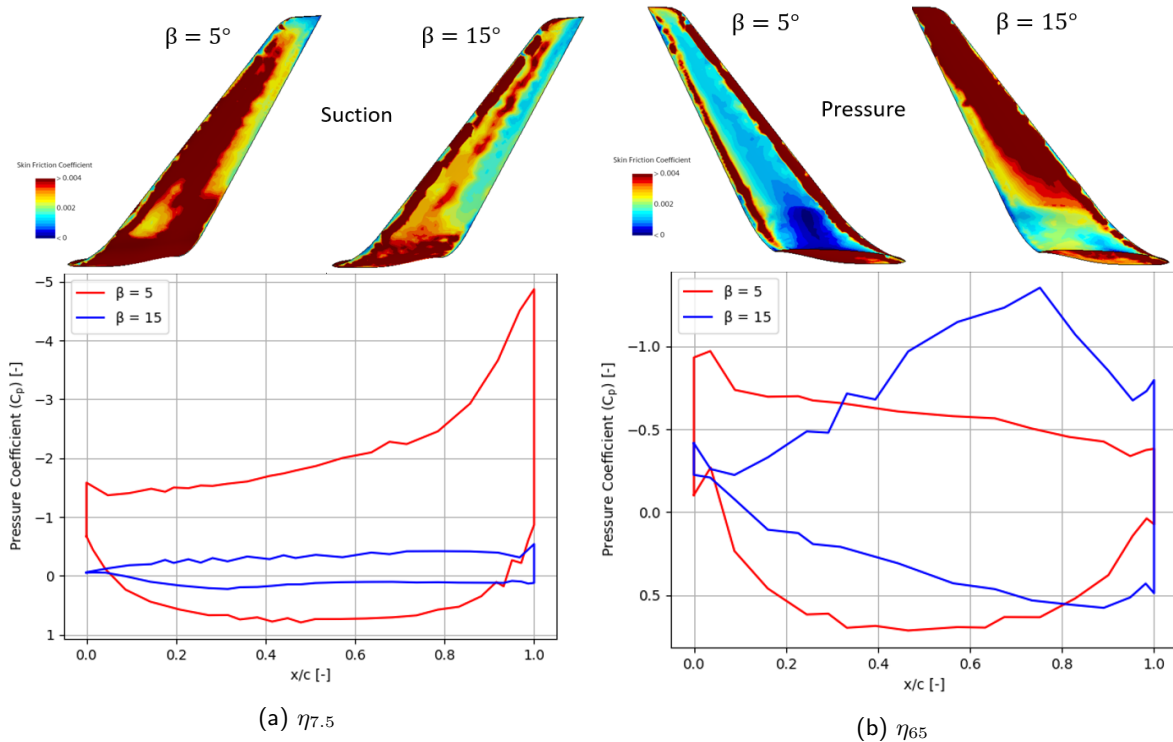 β = 5°
β = 15°
Suction
Skin Friction Coefficient
> 0.004
0.002
< 0
β = 5°
β = 15°
Pressure
Skin Friction Coefficient
> 0.004
0.002
< 0
β = 5
β = 15
Pressure Coefficient (Cp) [-]
−5
−4
−3
−2
−1
0
1
0.0 0.2 0.4 0.6 0.8 1.0
x/c [-]
(a) η7.5
β = 5
β = 15
Pressure Coefficient (Cp) [-]
−1.0
−0.5
0.0
0.5
0.0 0.2 0.4 0.6 0.8 1.0
x/c [-]
(b) η65